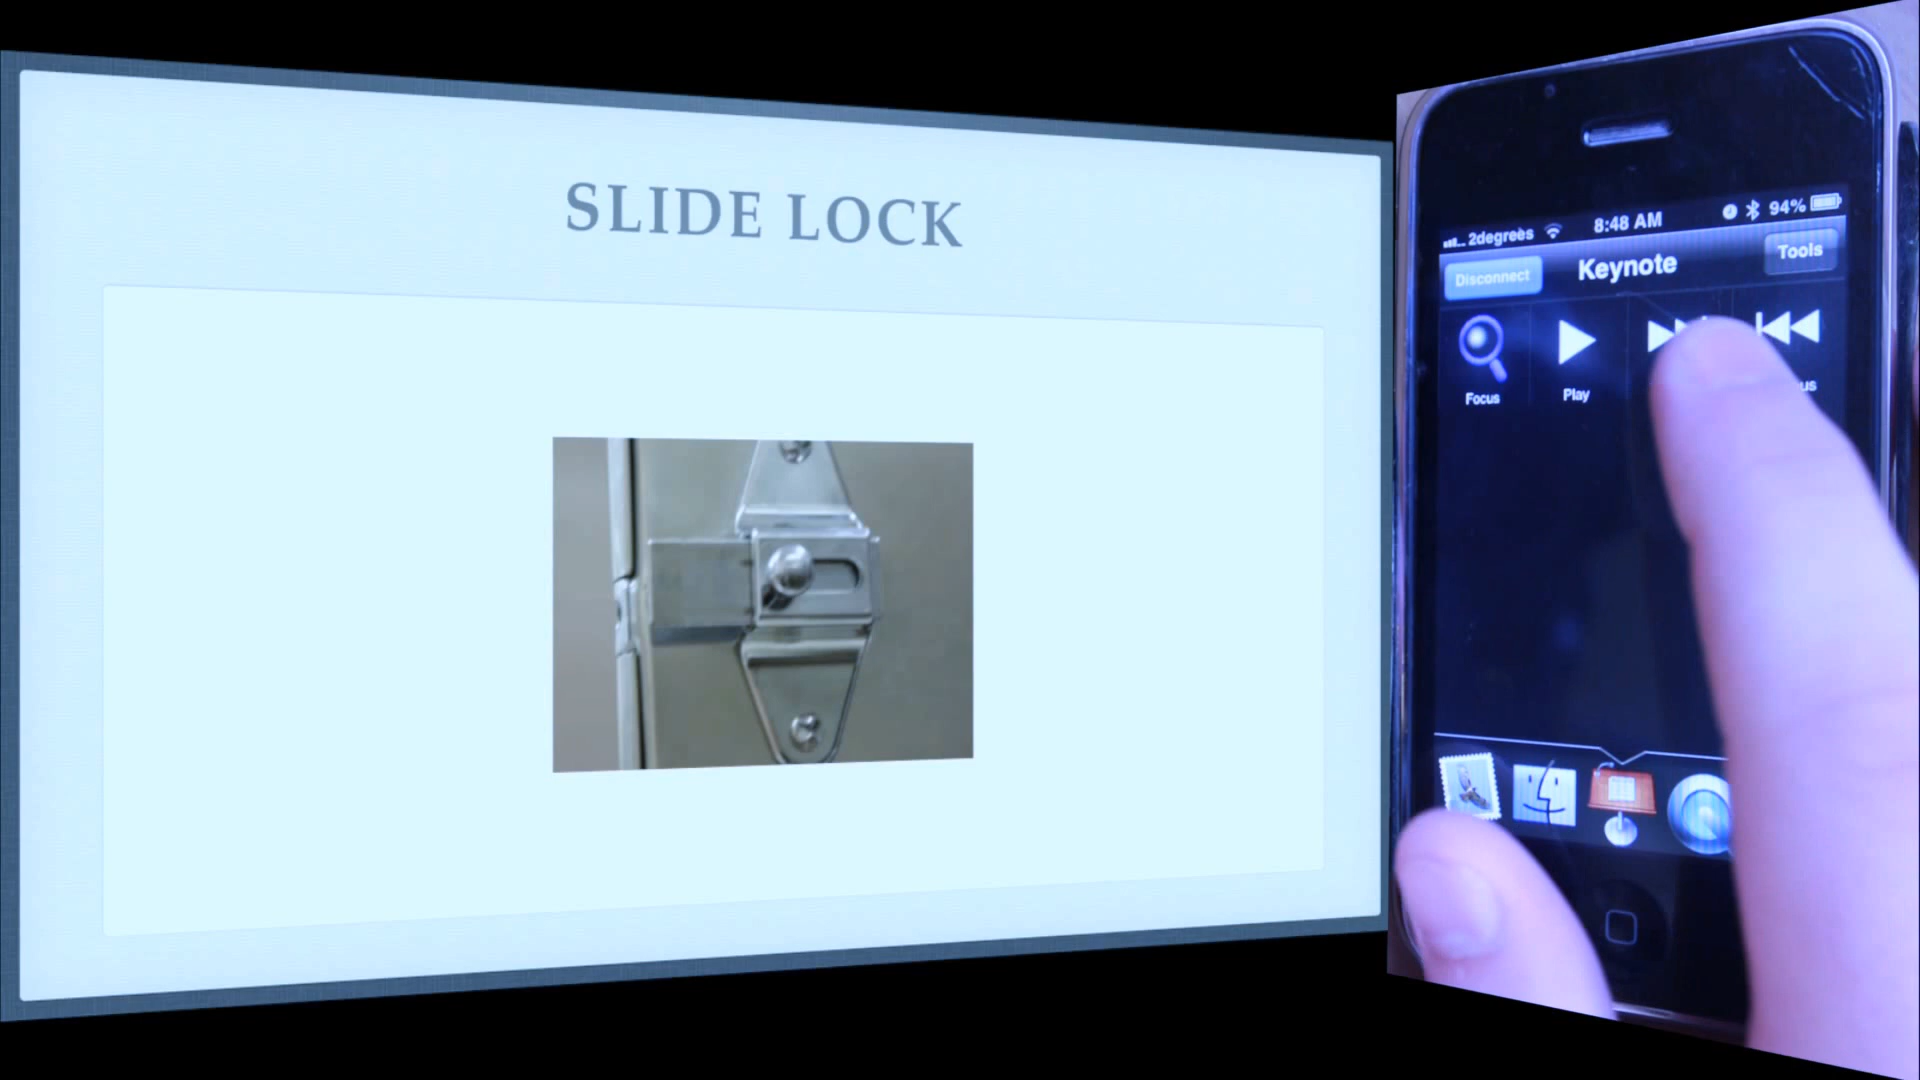 SLIDE LOCK
2degrees 8:48 AM 94%
Disconnect Keynote Tools
Focus Play